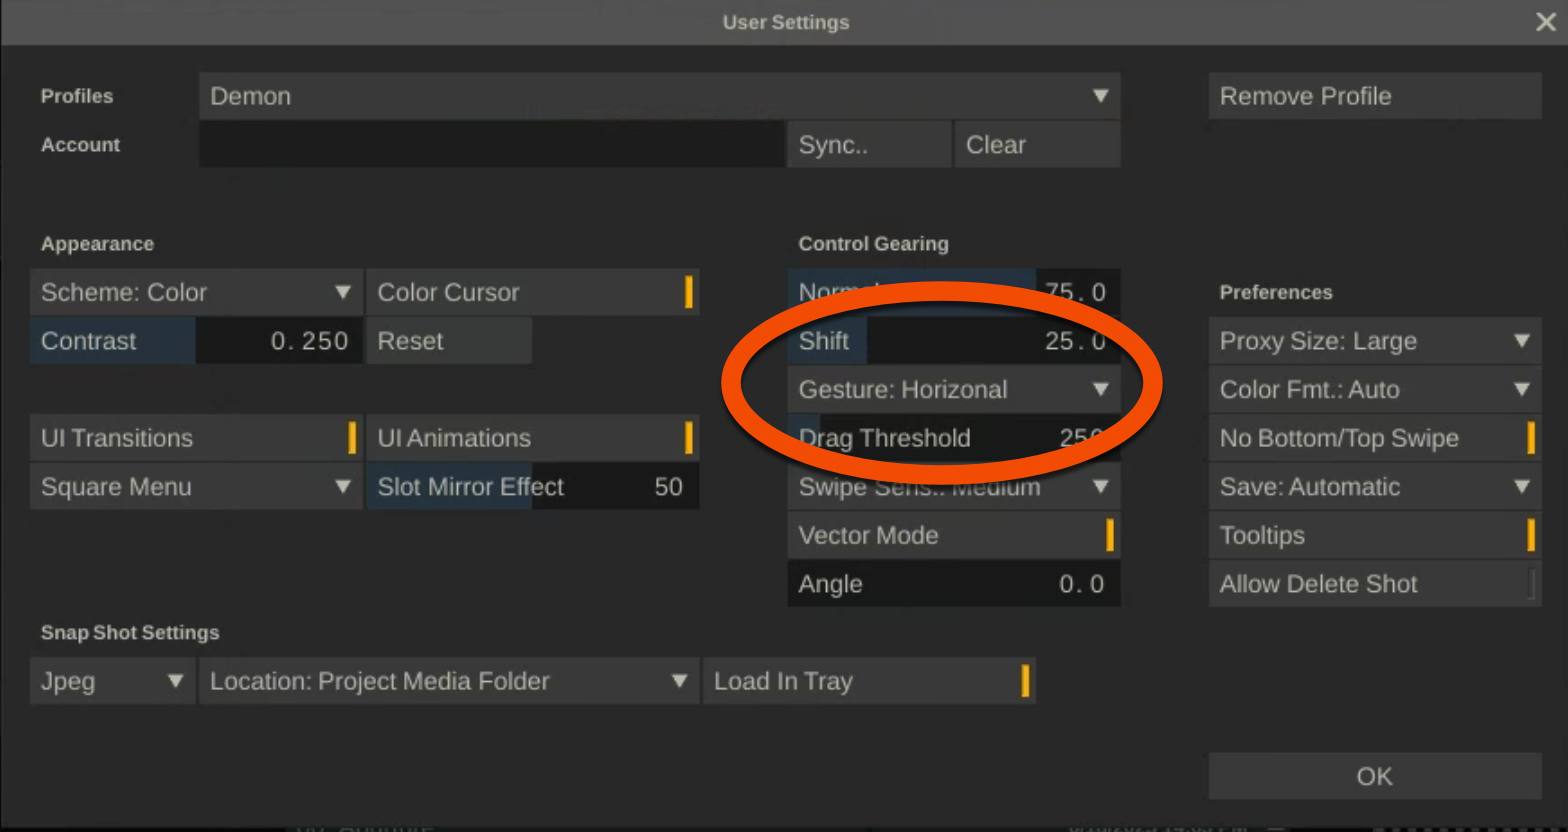 User Settings
Profiles Demon Remove Profile
Account Sync.. Clear
Appearance
Scheme: Color Color Cursor
Contrast 0.250 Reset
UI Transitions UI Animations
Square Menu Slot Mirror Effect 50
Control Gearing
75.0
Shift 25.0
Gesture: Horizonal
Drag Threshold 250
Swipe Sens.: Medium
Vector Mode
Angle 0.0
Preferences
Proxy Size: Large
Color Fmt.: Auto
No Bottom/Top Swipe
Save: Automatic
Tooltips
Allow Delete Shot
Snap Shot Settings
Jpeg Location: Project Media Folder Load In Tray
OK